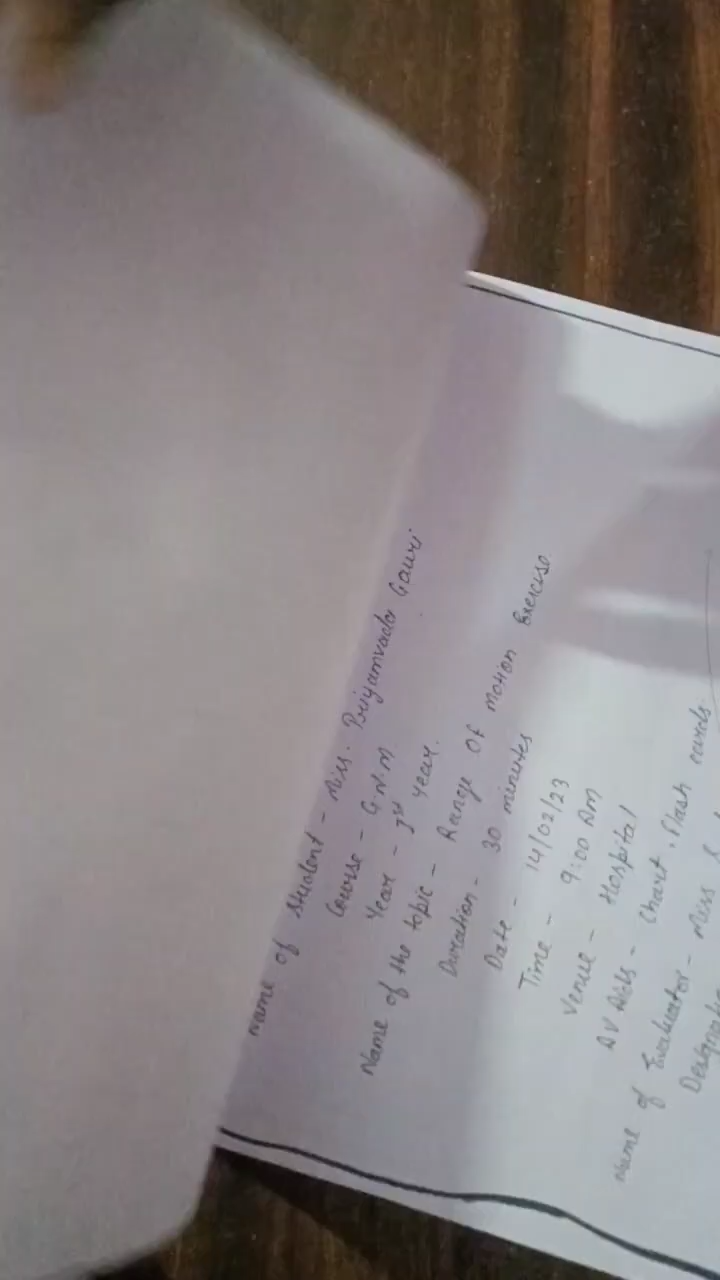 Name of student - Miss. Priyamvada Gauri
Course - G.N.M
Year - Ist year.
Name of the topic - Range Of motion Exercise.
Duration - 30 minutes
Date - 14/02/23
Time - 9:00 AM
Venue - Hospital
AV Aids - Chart, Flash cards.
Name of Evaluator - Miss